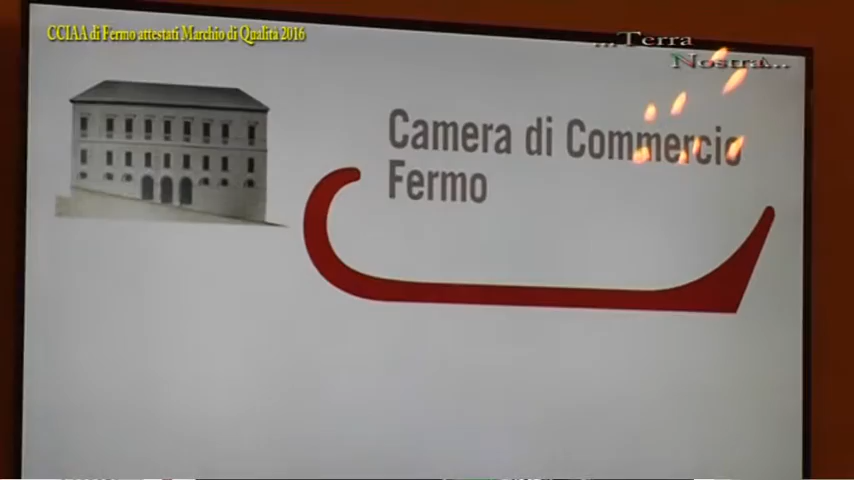 CCIAA di Fermo attestati Marchio di Qualità 2016
...Terra
Nostra...
Camera di Commercio
Fermo